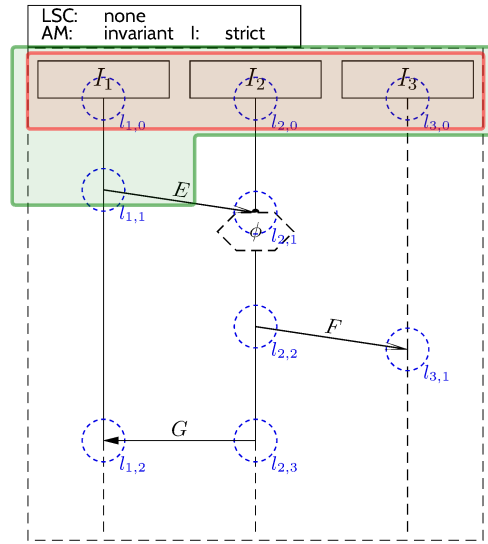 LSC: none
AM: invariant I: strict
I₁ I₂ I₃
l₁,₀ l₂,₀ l₃,₀
E
l₁,₁ l₂,₁
ϕ
F
l₂,₂ l₃,₁
G
l₁,₂ l₂,₃